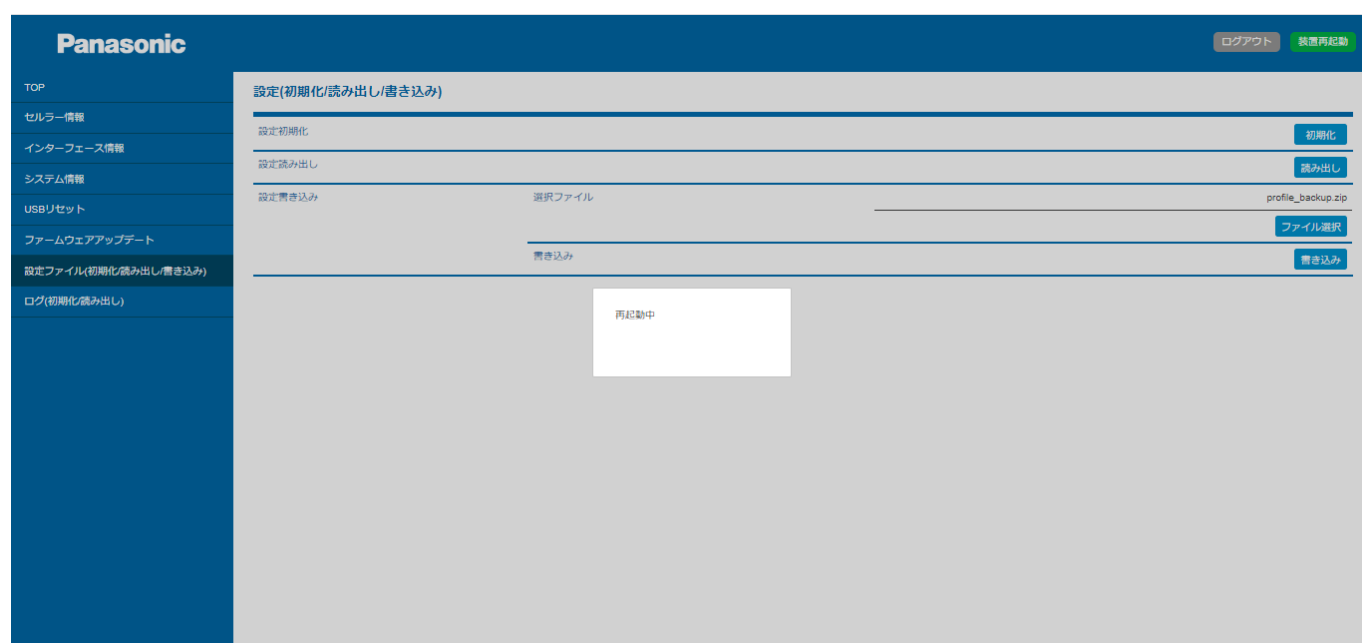 Panasonic
ログアウト 装置再起動
TOP
セルラー情報
インターフェース情報
システム情報
USBリセット
ファームウェアアップデート
設定ファイル(初期化/読み出し/書き込み)
ログ(初期化/読み出し)
設定(初期化/読み出し/書き込み)
設定初期化 初期化
設定読み出し 読み出し
設定書き込み 選択ファイル profile_backup.zip
ファイル選択
書き込み 書き込み
再起動中